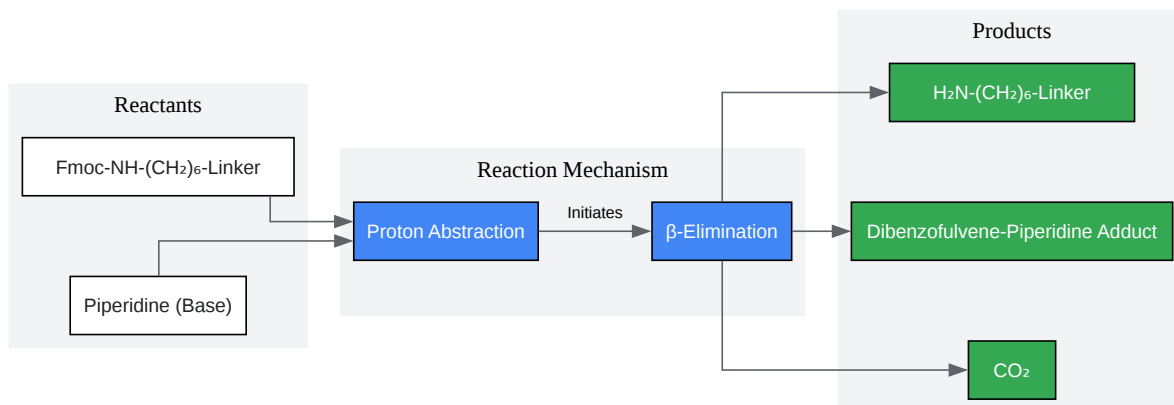 Reactants
Fmoc-NH-(CH₂)₆-Linker
Piperidine (Base)
Reaction Mechanism
Proton Abstraction
Initiates
β-Elimination
Products
H₂N-(CH₂)₆-Linker
Dibenzofulvene-Piperidine Adduct
CO₂